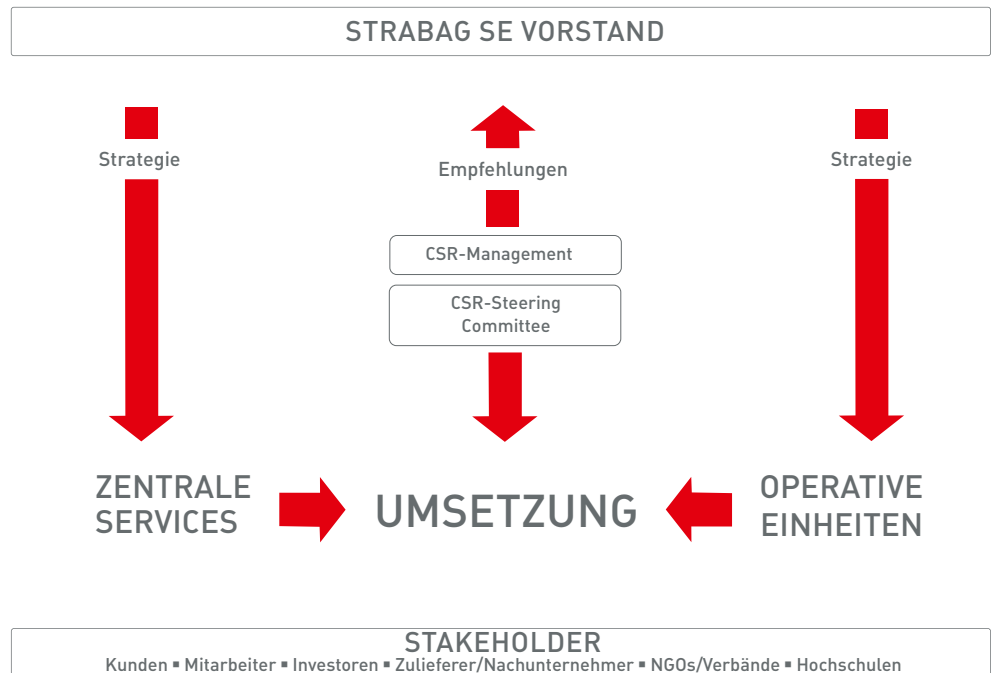 STRABAG SE VORSTAND
Strategie
Empfehlungen
Strategie
CSR-Management
CSR-Steering
Committee
ZENTRALE
SERVICES
UMSETZUNG
OPERATIVE
EINHEITEN
STAKEHOLDER
Kunden ▪ Mitarbeiter ▪ Investoren ▪ Zulieferer/Nachunternehmer ▪ NGOs/Verbände ▪ Hochschulen